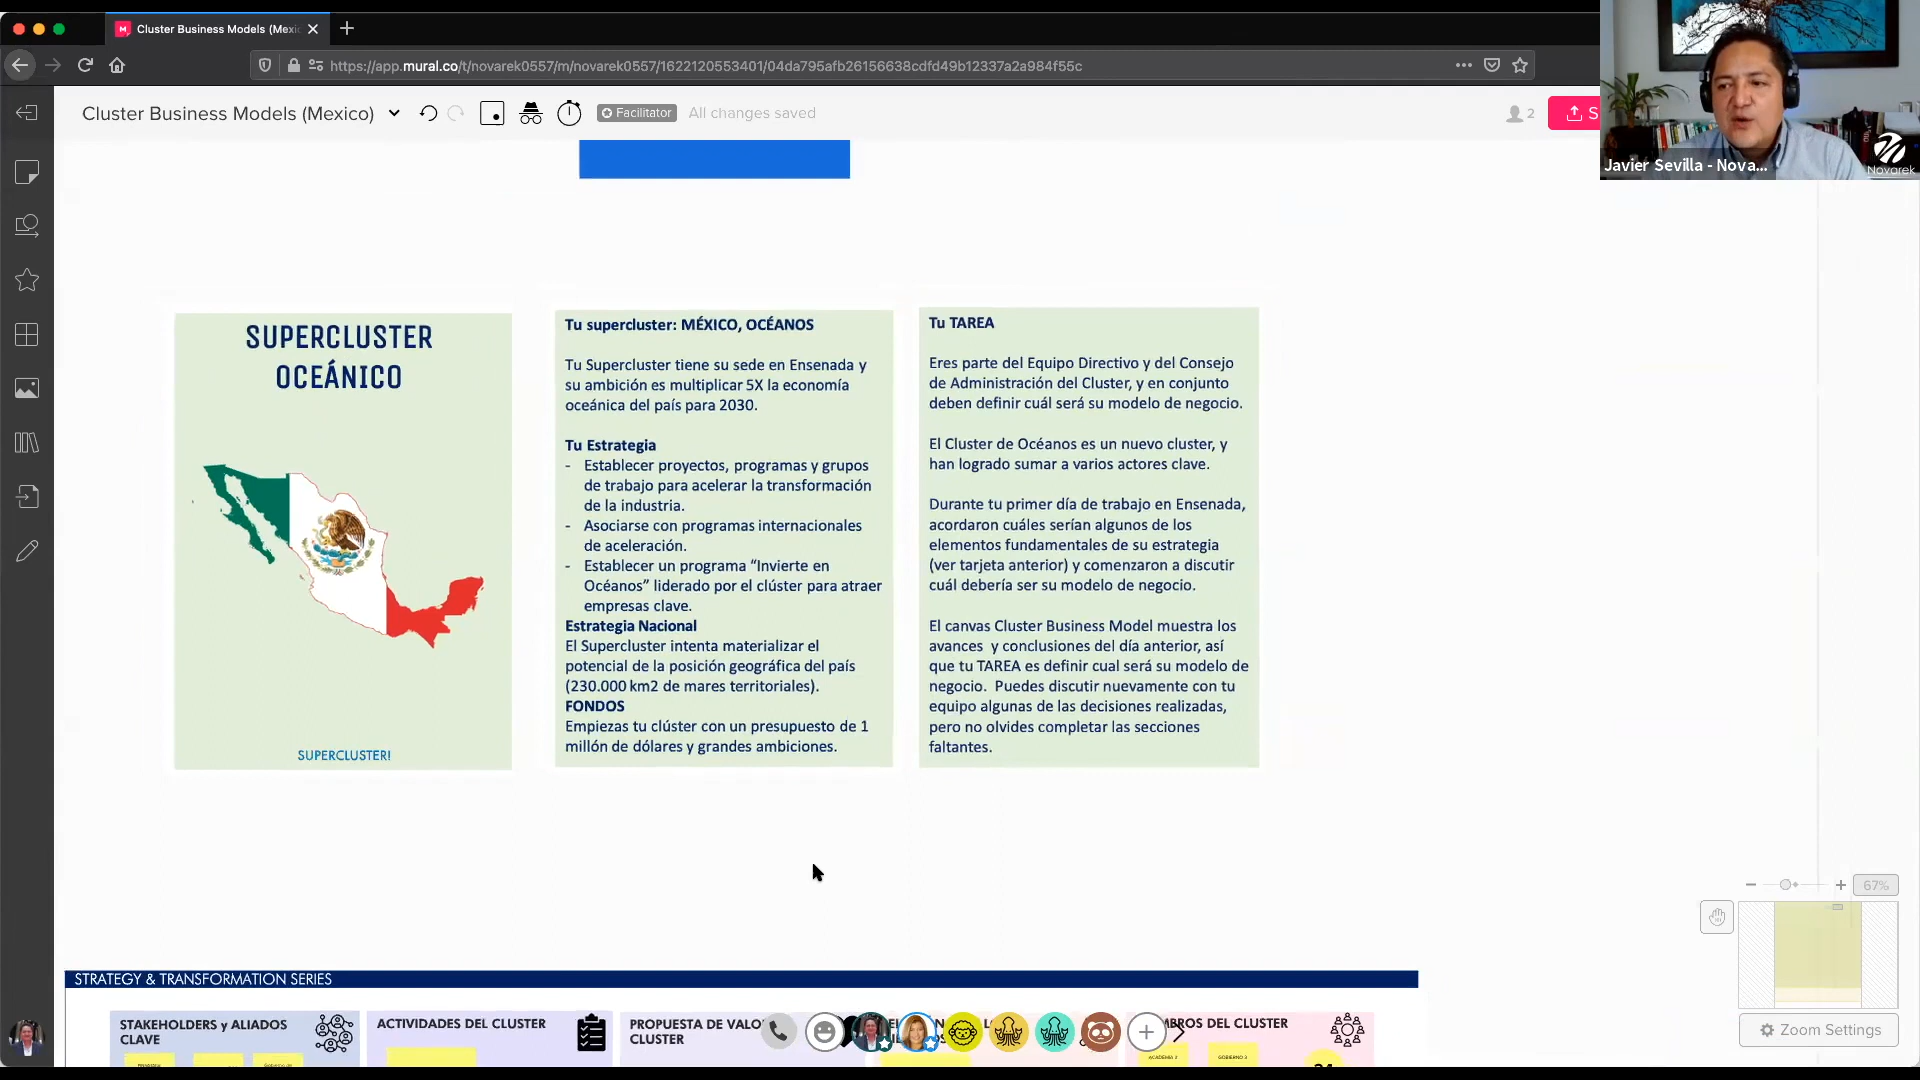 Cluster Business Models (Mexic
https://app.mural.co/t/novarek0557/m/novarek0557/1622120553401/04da795afb26156638cdfd49b12337a2a984f55c
Cluster Business Models (Mexico)
Facilitator
All changes saved
2
S
Javier Sevilla - Nova...
Novarek
SUPERCLUSTER
OCEÁNICO
SUPERCLUSTER!
Tu supercluster: MÉXICO, OCÉANOS
Tu Supercluster tiene su sede en Ensenada y
su ambición es multiplicar 5X la economía
oceánica del país para 2030.
Tu Estrategia
- Establecer proyectos, programas y grupos
de trabajo para acelerar la transformación
de la industria.
- Asociarse con programas internacionales
de aceleración.
- Establecer un programa “Invierte en
Océanos” liderado por el clúster para atraer
empresas clave.
Estrategia Nacional
El Supercluster intenta materializar el
potencial de la posición geográfica del país
(230.000 km2 de mares territoriales).
FONDOS
Empiezas tu clúster con un presupuesto de 1
millón de dólares y grandes ambiciones.
Tu TAREA
Eres parte del Equipo Directivo y del Consejo
de Administración del Cluster, y en conjunto
deben definir cuál será su modelo de negocio.
El Cluster de Océanos es un nuevo cluster, y
han logrado sumar a varios actores clave.
Durante tu primer día de trabajo en Ensenada,
acordaron cuáles serían algunos de los
elementos fundamentales de su estrategia
(ver tarjeta anterior) y comenzaron a discutir
cuál debería ser su modelo de negocio.
El canvas Cluster Business Model muestra los
avances y conclusiones del día anterior, así
que tu TAREA es definir cual será su modelo de
negocio. Puedes discutir nuevamente con tu
equipo algunas de las decisiones realizadas,
pero no olvides completar las secciones
faltantes.
67%
Zoom Settings
STRATEGY & TRANSFORMATION SERIES
STAKEHOLDERS y ALIADOS
CLAVE
ACTIVIDADES DEL CLUSTER
PROPUESTA DE VALO
CLUSTER
MBROS DEL CLUSTER
ACADEMIA 2
GOBIERNO 3